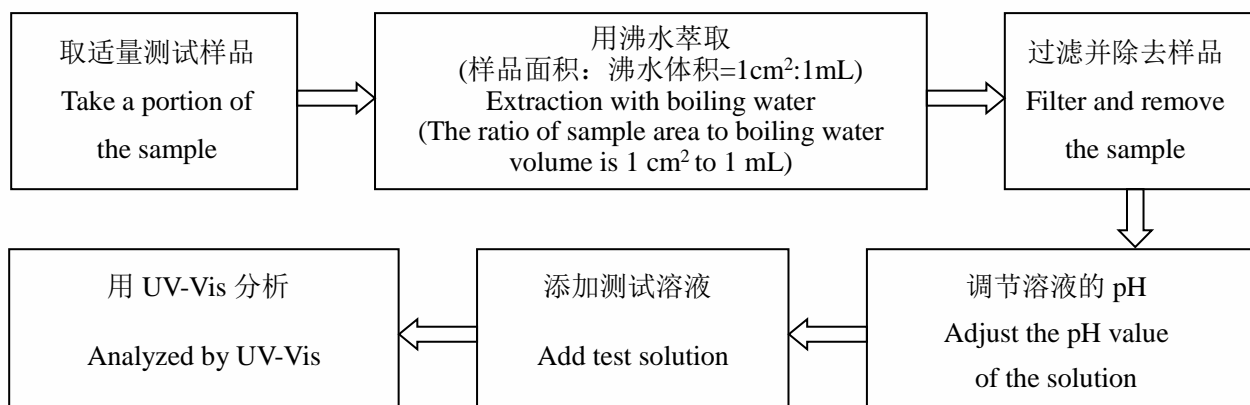 取适量测试样品
Take a portion of
the sample
用沸水萃取
(样品面积：沸水体积=1cm²:1mL)
Extraction with boiling water
(The ratio of sample area to boiling water
volume is 1 cm² to 1 mL)
过滤并除去样品
Filter and remove
the sample
调节溶液的 pH
Adjust the pH value
of the solution
添加测试溶液
Add test solution
用 UV-Vis 分析
Analyzed by UV-Vis